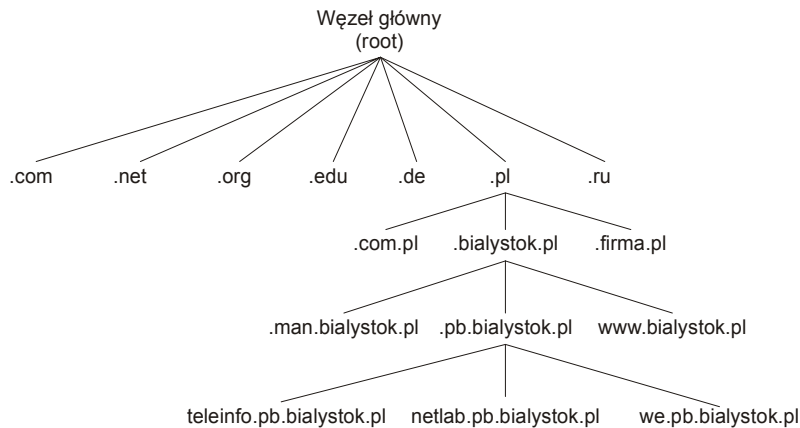 Węzeł główny
(root)
.com .net .org .edu .de .pl .ru
.com.pl .bialystok.pl .firma.pl
.man.bialystok.pl .pb.bialystok.pl www.bialystok.pl
teleinfo.pb.bialystok.pl netlab.pb.bialystok.pl we.pb.bialystok.pl